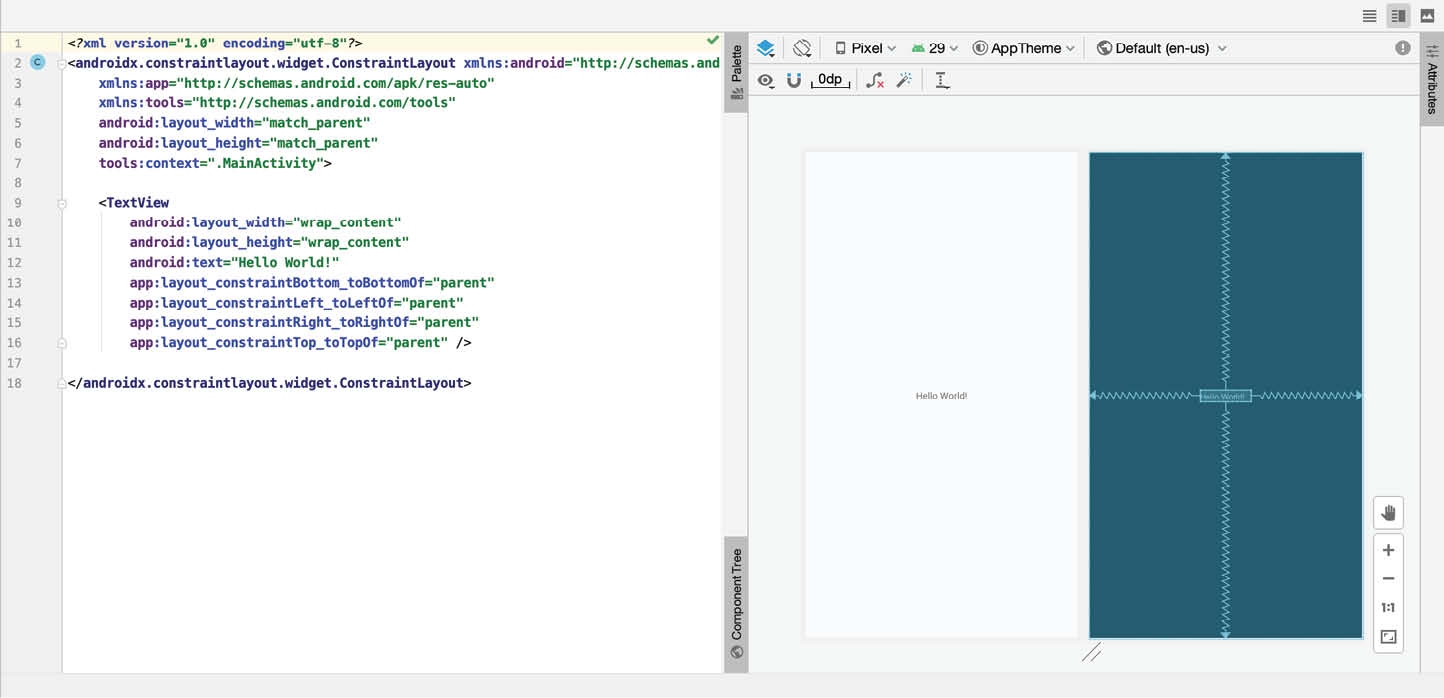 1 <?xml version="1.0" encoding="utf-8"?>
2 C <androidx.constraintlayout.widget.ConstraintLayout xmlns:android="http://schemas.and
3 xmlns:app="http://schemas.android.com/apk/res-auto"
4 xmlns:tools="http://schemas.android.com/tools"
5 android:layout_width="match_parent"
6 android:layout_height="match_parent"
7 tools:context=".MainActivity">
8
9 <TextView
10 android:layout_width="wrap_content"
11 android:layout_height="wrap_content"
12 android:text="Hello World!"
13 app:layout_constraintBottom_toBottomOf="parent"
14 app:layout_constraintLeft_toLeftOf="parent"
15 app:layout_constraintRight_toRightOf="parent"
16 app:layout_constraintTop_toTopOf="parent" />
17
18 </androidx.constraintlayout.widget.ConstraintLayout>
Palette
Component Tree
Pixel 29 AppTheme Default (en-us)
0dp
Hello World!
Hello World!
1:1
Attributes